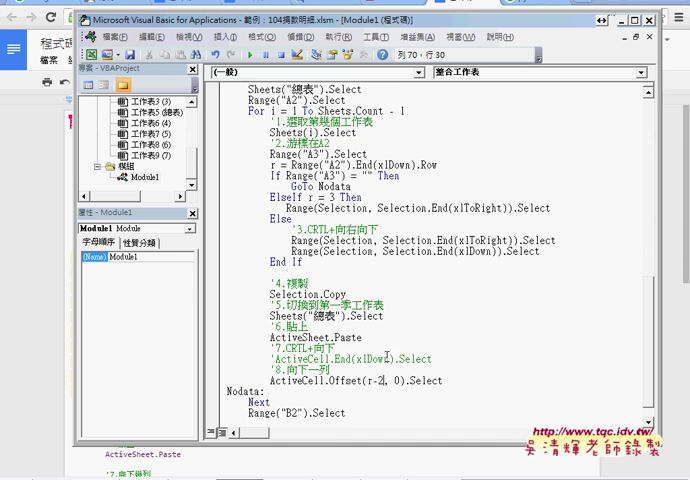 Microsoft Visual Basic for Applications - 範例：104捐款明細.xlsm - [Module1 (程式碼)]
檔案(F) 編輯(E) 檢視(V) 插入(I) 格式(O) 偵錯(D) 執行(R) 工具(T) 增益集(A) 視窗(W) 說明(H)
列 70，行 30
程式碼
檔案
專案 - VBAProject
工作表3 (3)
工作表4 (2)
工作表5 (總表)
工作表6 (4)
工作表7 (5)
工作表8 (6)
工作表9 (7)
模組
Module1
屬性 - Module1
Module1 Module
字母順序 性質分類
(Name) Module1
(一般) 整合工作表
Sheets("總表").Select
Range("A2").Select
For i = 1 To Sheets.Count - 1
'1.選取第幾個工作表
Sheets(i).Select
'2.游標在A2
Range("A3").Select
r = Range("A2").End(xlDown).Row
If Range("A3") = "" Then
GoTo Nodata
ElseIf r = 3 Then
Range(Selection, Selection.End(xlToRight)).Select
Else
'3.CRTL+向右向下
Range(Selection, Selection.End(xlToRight)).Select
Range(Selection, Selection.End(xlDown)).Select
End If
'4.複製
Selection.Copy
'5.切換到第一季工作表
Sheets("總表").Select
'6.貼上
ActiveSheet.Paste
'7.CRTL+向下
'ActiveCell.End(xlDown).Select
'8.向下一列
ActiveCell.Offset(r-2, 0).Select
Nodata:
Next
Range("B2").Select
http://www.tqc.idv.tw/
吳清輝老師錄製
ActiveSheet.Paste